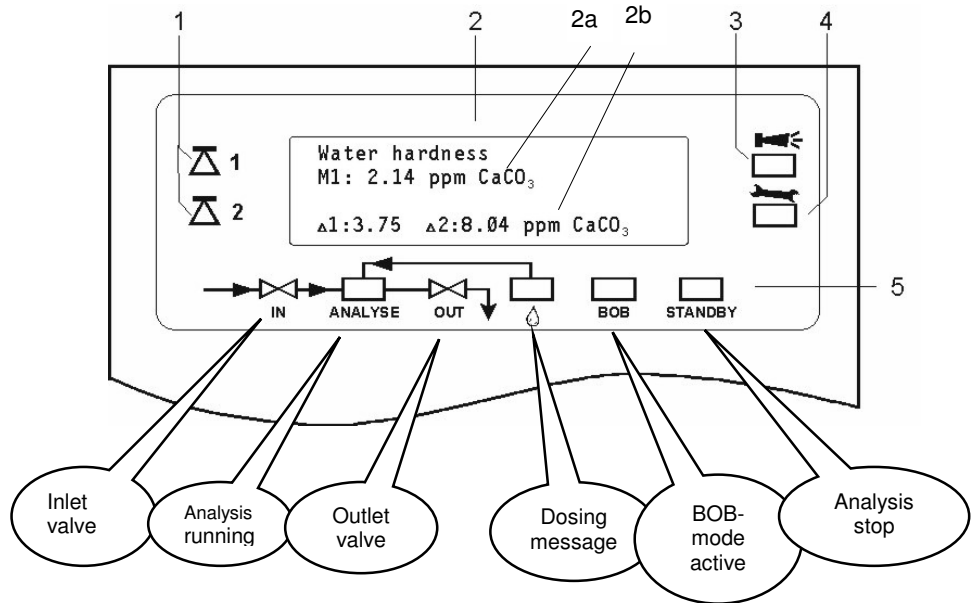 1 2 2a 2b 3 4
Water hardness
M1: 2.14 ppm CaCO₃
1
2
▵1:3.75 ▵2:8.04 ppm CaCO₃
5
IN ANALYSE OUT BOB STANDBY
Inlet
valve
Analysis
running
Outlet
valve
Dosing
message
BOB-
mode
active
Analysis
stop